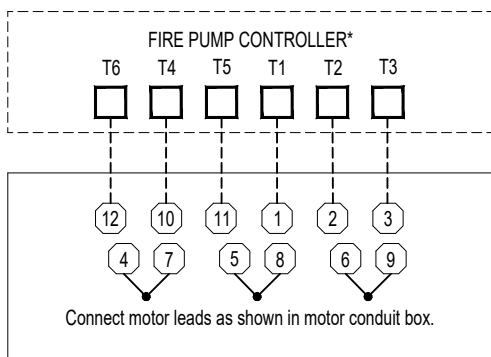 FIRE PUMP CONTROLLER*
T6 T4 T5 T1 T2 T3
12 10 11 1 2 3
4 7 5 8 6 9
Connect motor leads as shown in motor conduit box.